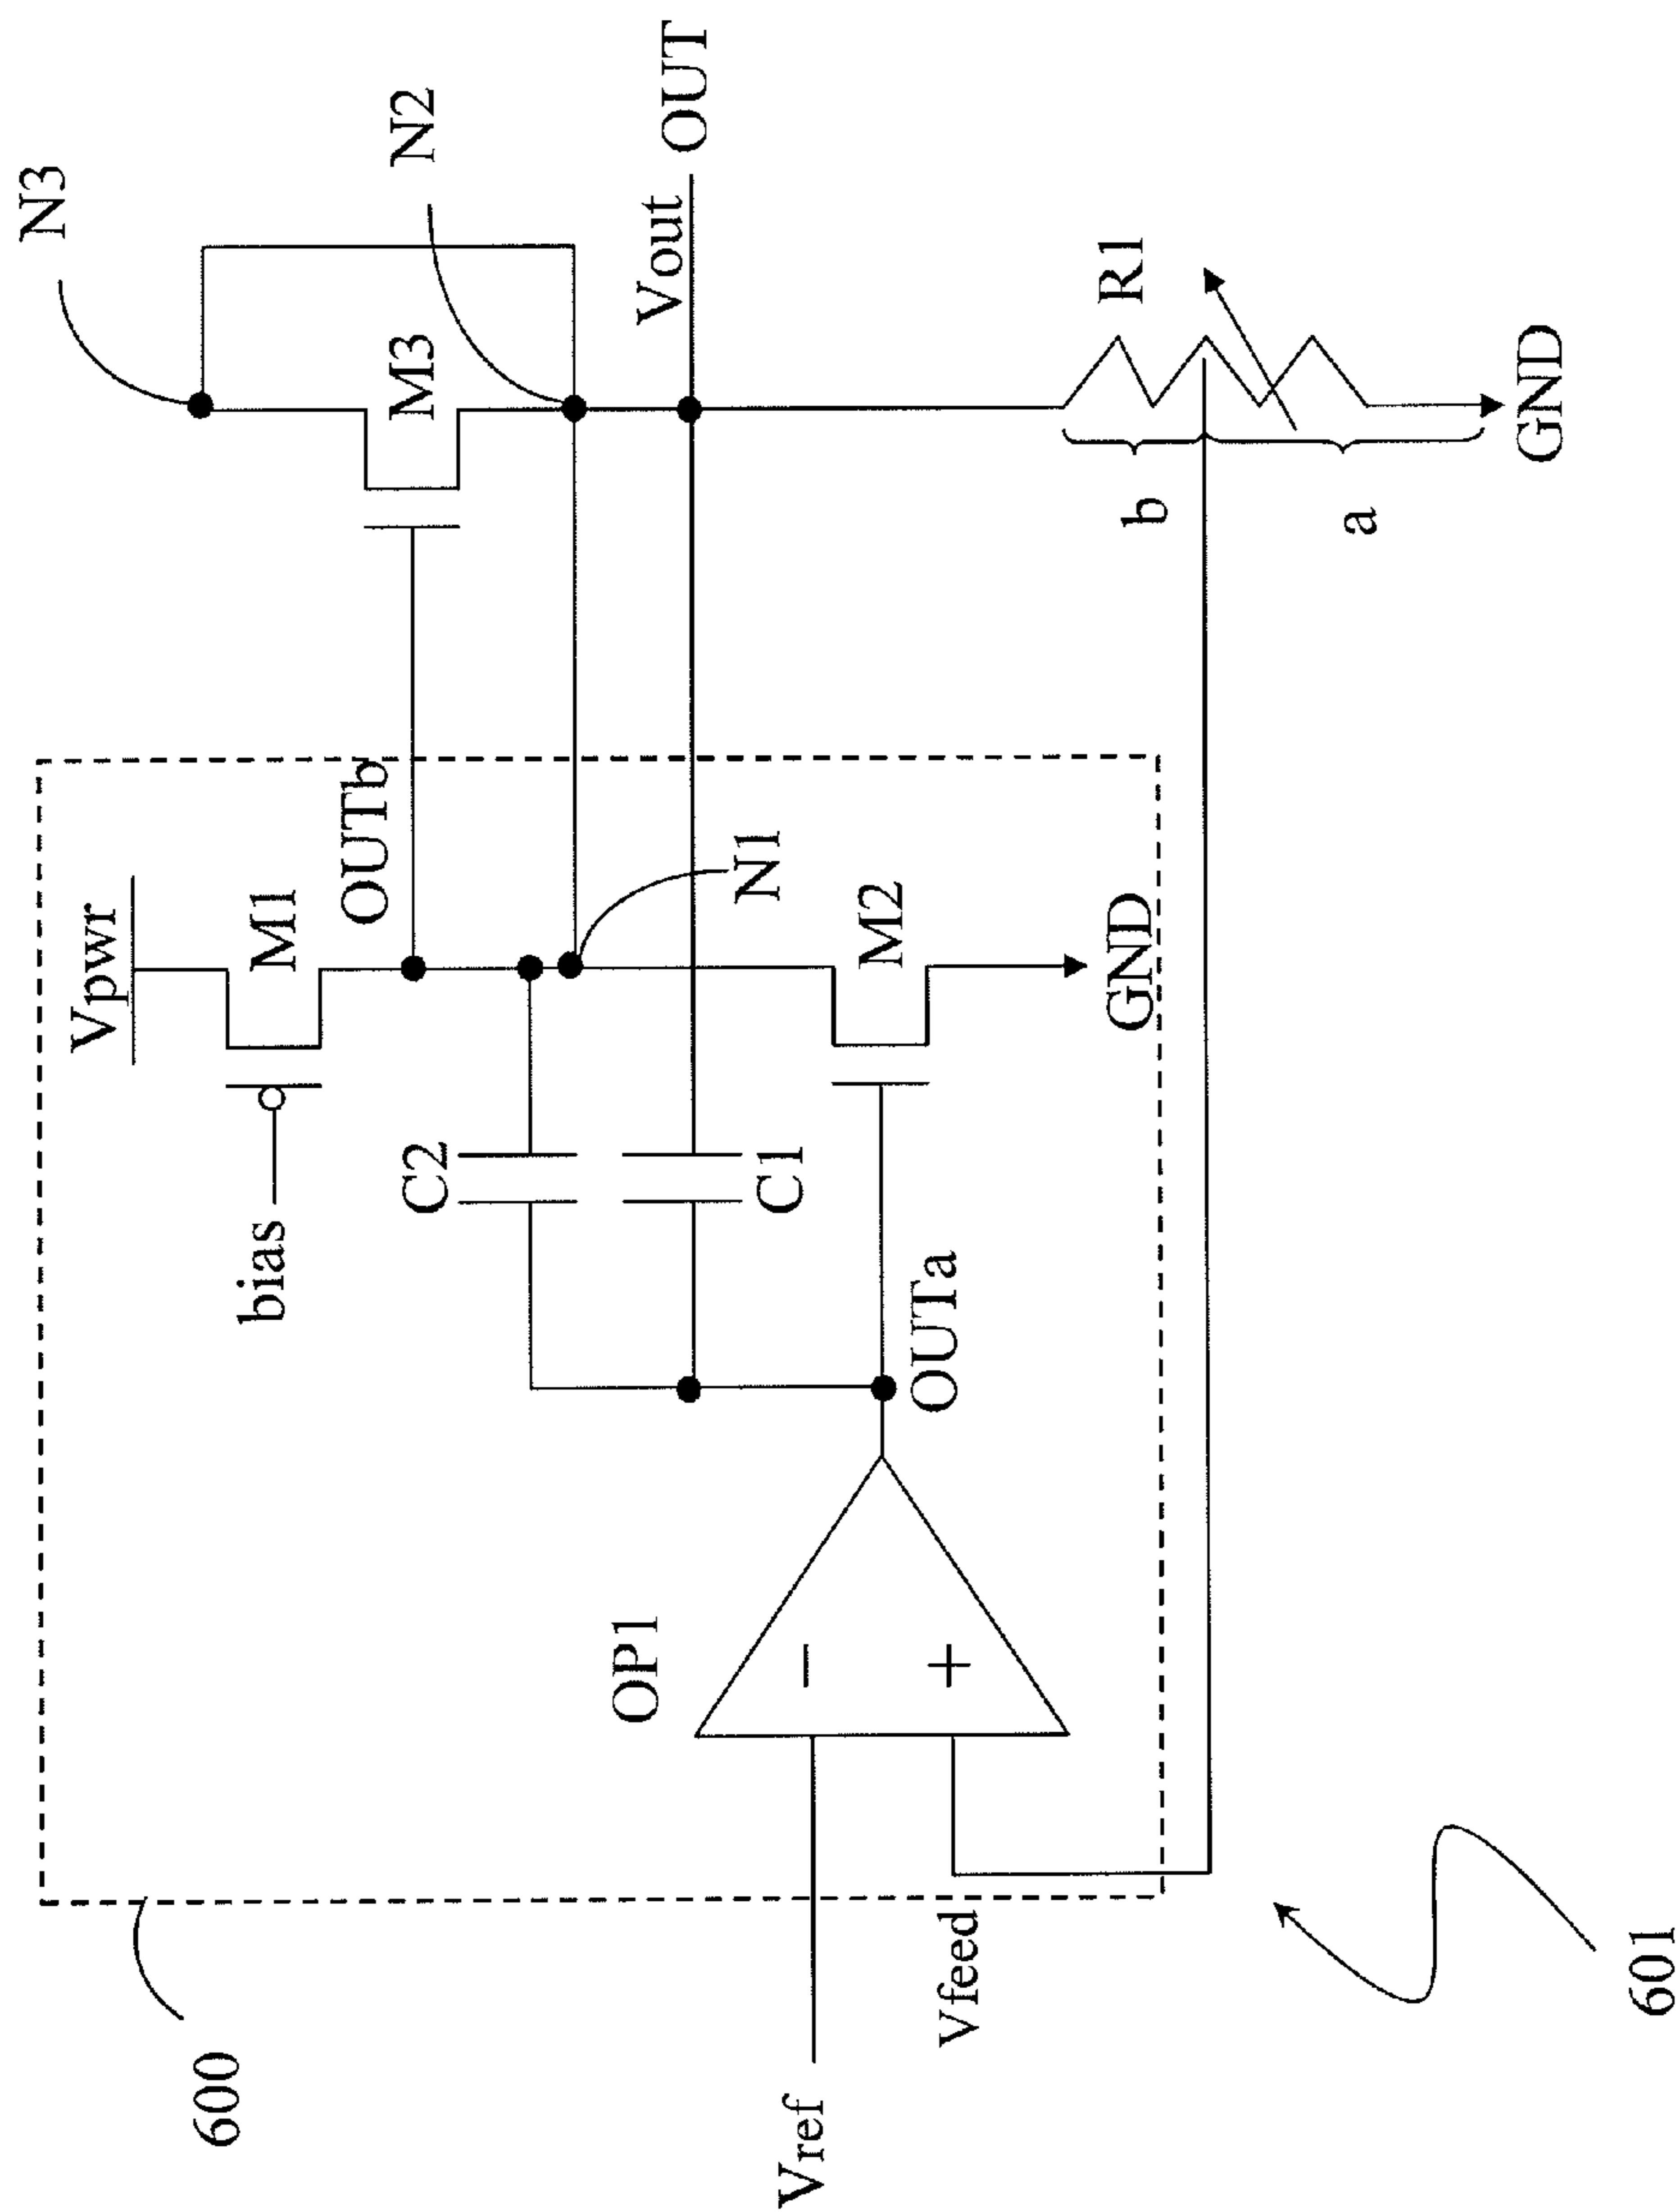 600
Vpwr
M1
bias
OUTb
N3
M3
N2
C2
C1
N1
Vout
OUT
OP1
−
+
OUTa
M2
GND
Vref
Vfeed
R1
b
a
GND
601